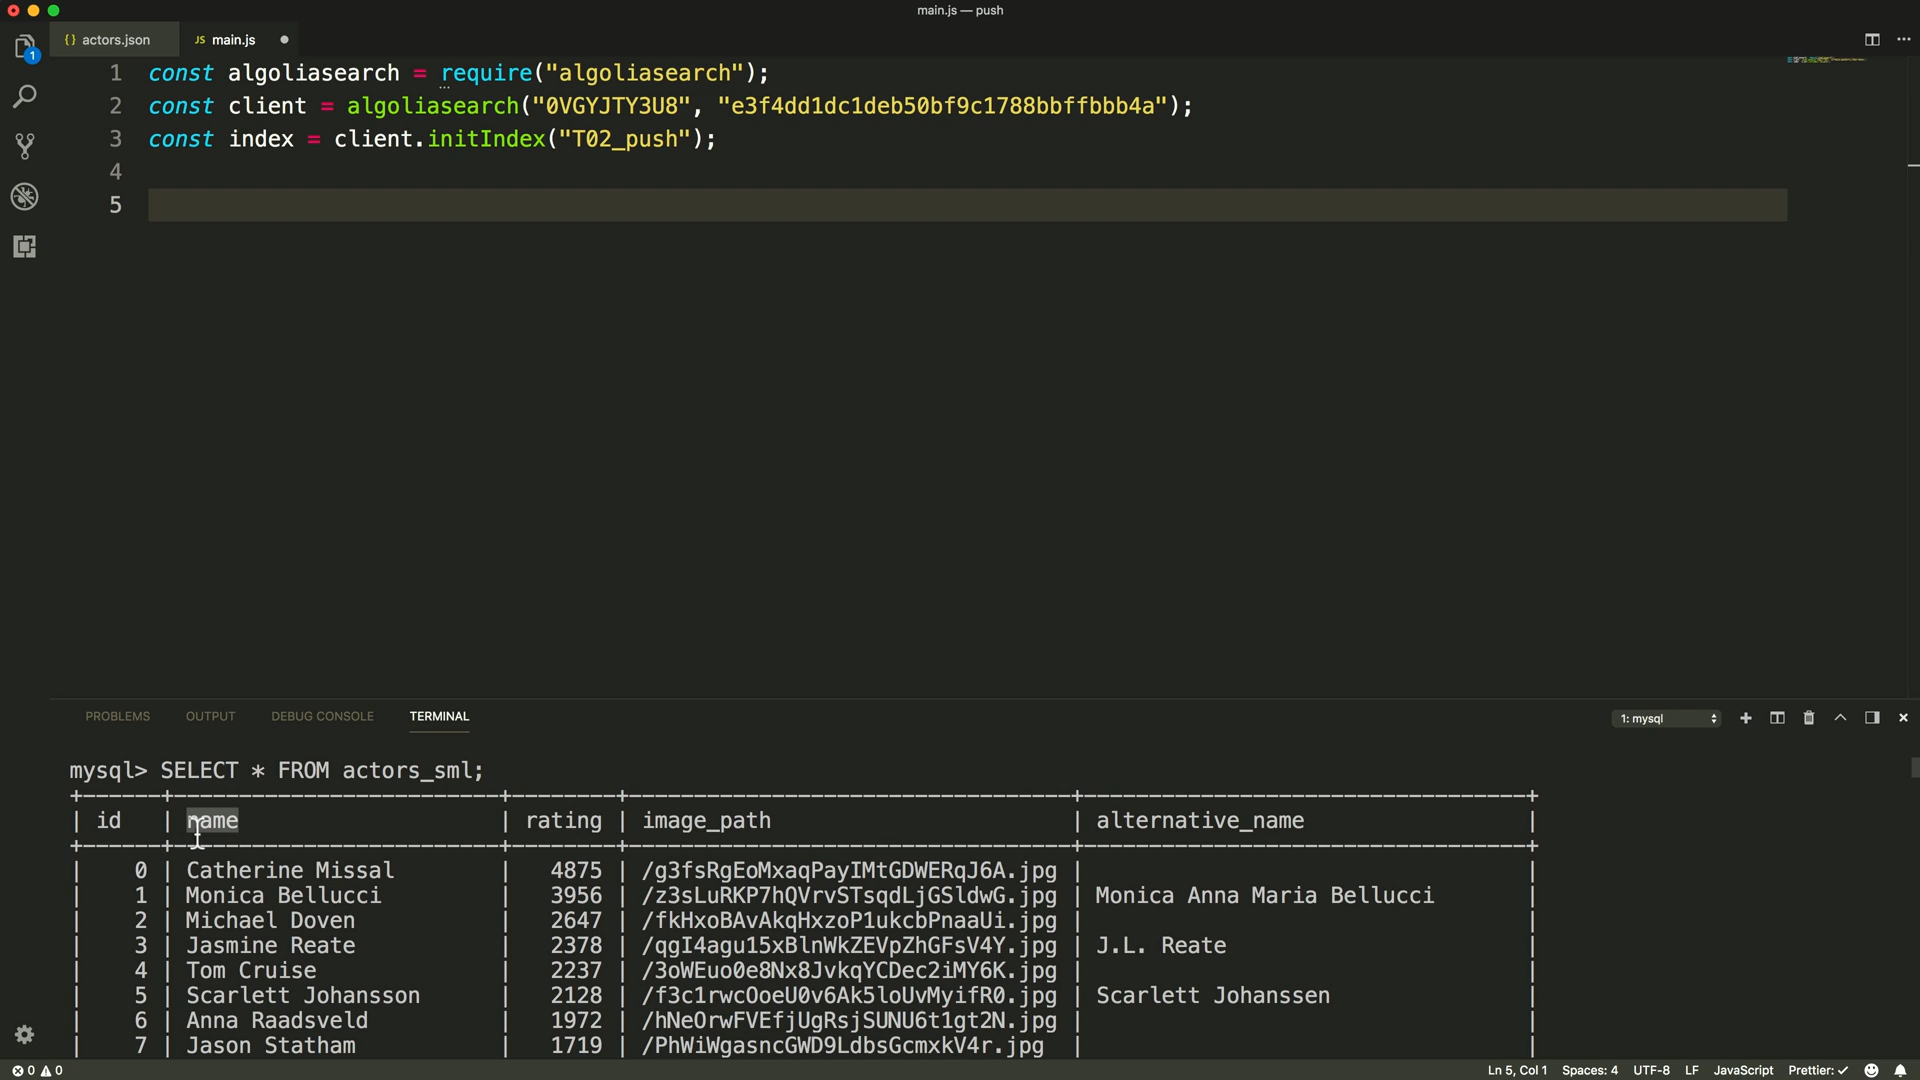 main.js — push
{} actors.json
JS main.js
1
1 const algoliasearch = require("algoliasearch");
2 const client = algoliasearch("0VGYJTY3U8", "e3f4dd1dc1deb50bf9c1788bbffbbb4a");
3 const index = client.initIndex("T02_push");
4
5
PROBLEMS OUTPUT DEBUG CONSOLE TERMINAL 1: mysql
mysql> SELECT * FROM actors_sml;
| id | name | rating | image_path | alternative_name |
| 0 | Catherine Missal | 4875 | /g3fsRgEoMxaqPayIMtGDWERqJ6A.jpg | |
| 1 | Monica Bellucci | 3956 | /z3sLuRKP7hQVrvSTsqdLjGSldwG.jpg | Monica Anna Maria Bellucci |
| 2 | Michael Doven | 2647 | /fkHxoBAvAkqHxzoP1ukcbPnaaUi.jpg | |
| 3 | Jasmine Reate | 2378 | /qgI4agu15xBlnWkZEVpZhGFsV4Y.jpg | J.L. Reate |
| 4 | Tom Cruise | 2237 | /3oWEuo0e8Nx8JvkqYCDec2iMY6K.jpg | |
| 5 | Scarlett Johansson | 2128 | /f3c1rwcOoeU0v6Ak5loUvMyifR0.jpg | Scarlett Johanssen |
| 6 | Anna Raadsveld | 1972 | /hNeOrwFVEfjUgRsjSUNU6t1gt2N.jpg | |
| 7 | Jason Statham | 1719 | /PhWiWgasncGWD9LdbsGcmxkV4r.jpg | |
0 0 Ln 5, Col 1 Spaces: 4 UTF-8 LF JavaScript Prettier: ✓